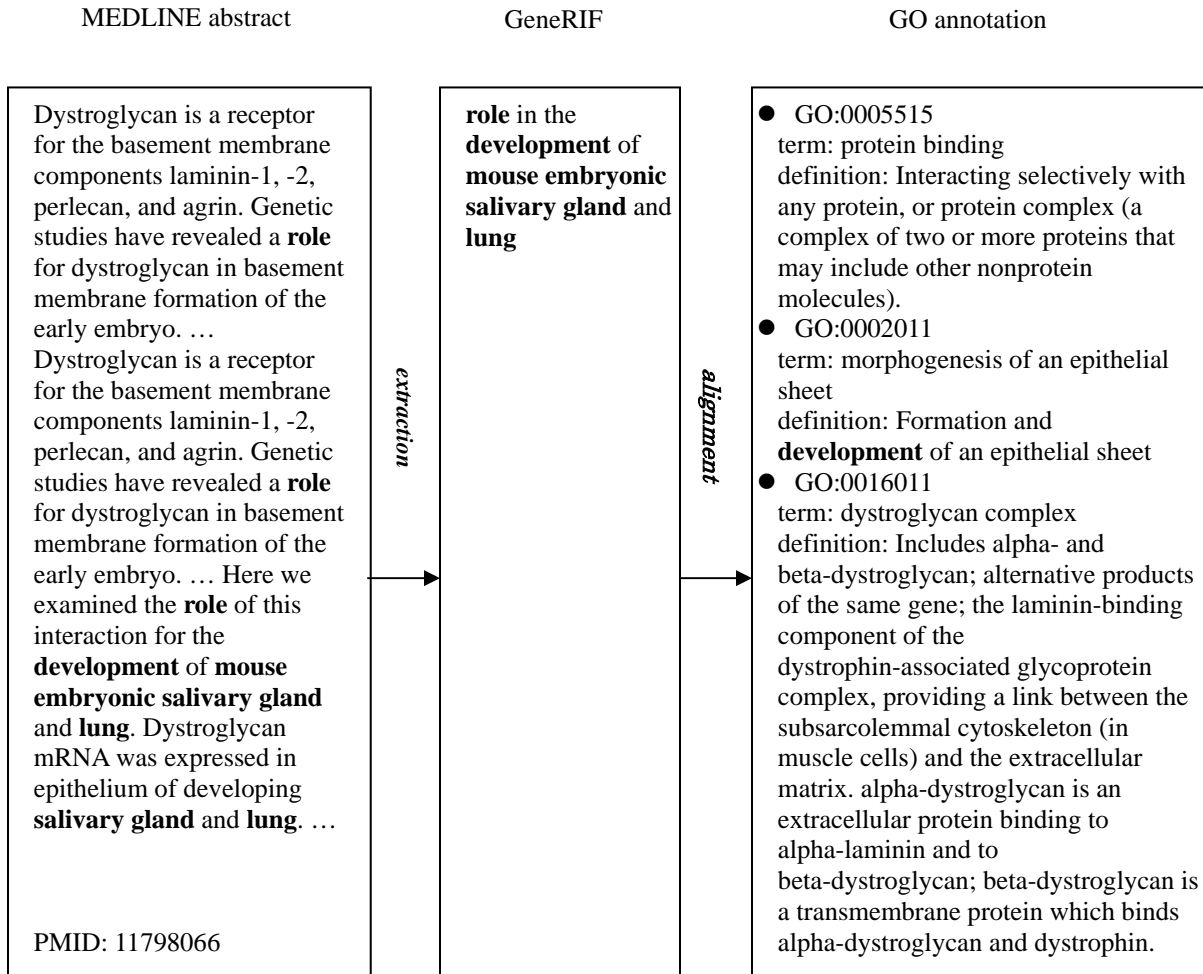 MEDLINE abstract
GeneRIF
GO annotation
Dystroglycan is a receptor
for the basement membrane
components laminin-1, -2,
perlecan, and agrin. Genetic
studies have revealed a role
for dystroglycan in basement
membrane formation of the
early embryo. …
Dystroglycan is a receptor
for the basement membrane
components laminin-1, -2,
perlecan, and agrin. Genetic
studies have revealed a role
for dystroglycan in basement
membrane formation of the
early embryo. … Here we
examined the role of this
interaction for the
development of mouse
embryonic salivary gland
and lung. Dystroglycan
mRNA was expressed in
epithelium of developing
salivary gland and lung. …
PMID: 11798066
extraction
role in the
development of
mouse embryonic
salivary gland and
lung
alignment
● GO:0005515
term: protein binding
definition: Interacting selectively with
any protein, or protein complex (a
complex of two or more proteins that
may include other nonprotein
molecules).
● GO:0002011
term: morphogenesis of an epithelial
sheet
definition: Formation and
development of an epithelial sheet
● GO:0016011
term: dystroglycan complex
definition: Includes alpha- and
beta-dystroglycan; alternative products
of the same gene; the laminin-binding
component of the
dystrophin-associated glycoprotein
complex, providing a link between the
subsarcolemmal cytoskeleton (in
muscle cells) and the extracellular
matrix. alpha-dystroglycan is an
extracellular protein binding to
alpha-laminin and to
beta-dystroglycan; beta-dystroglycan is
a transmembrane protein which binds
alpha-dystroglycan and dystrophin.